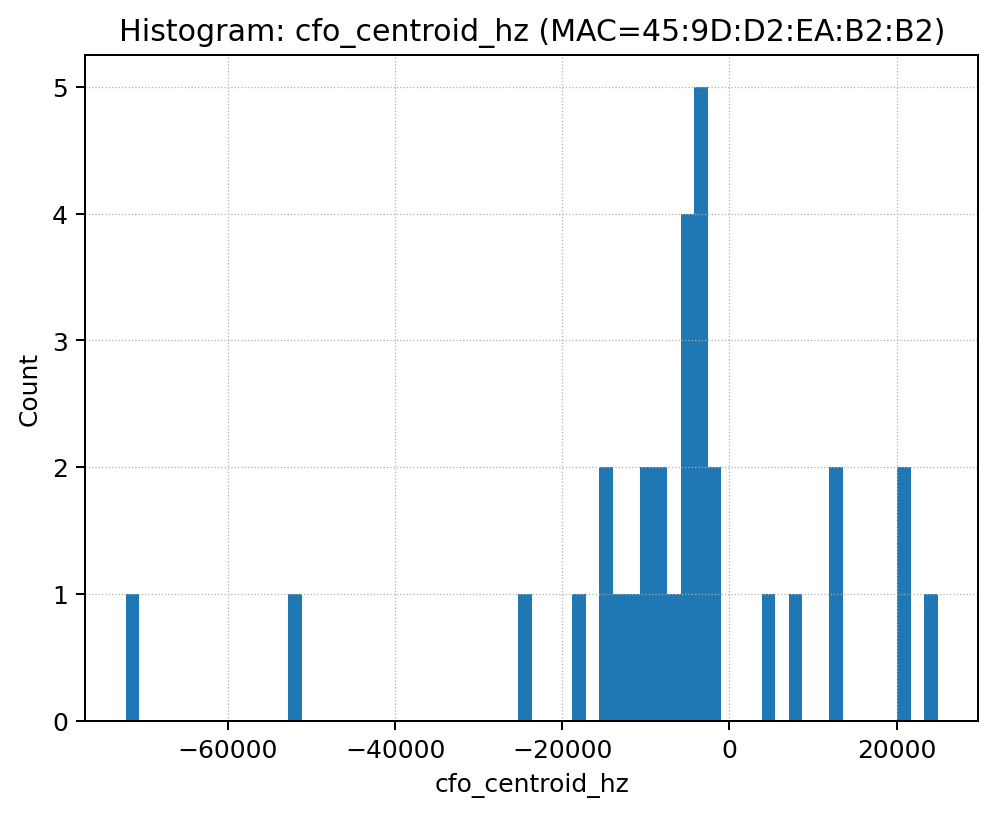 Histogram: cfo_centroid_hz (MAC=45:9D:D2:EA:B2:B2)
5
4
3
2
1
0
Count
−60000 −40000 −20000 0 20000
cfo_centroid_hz